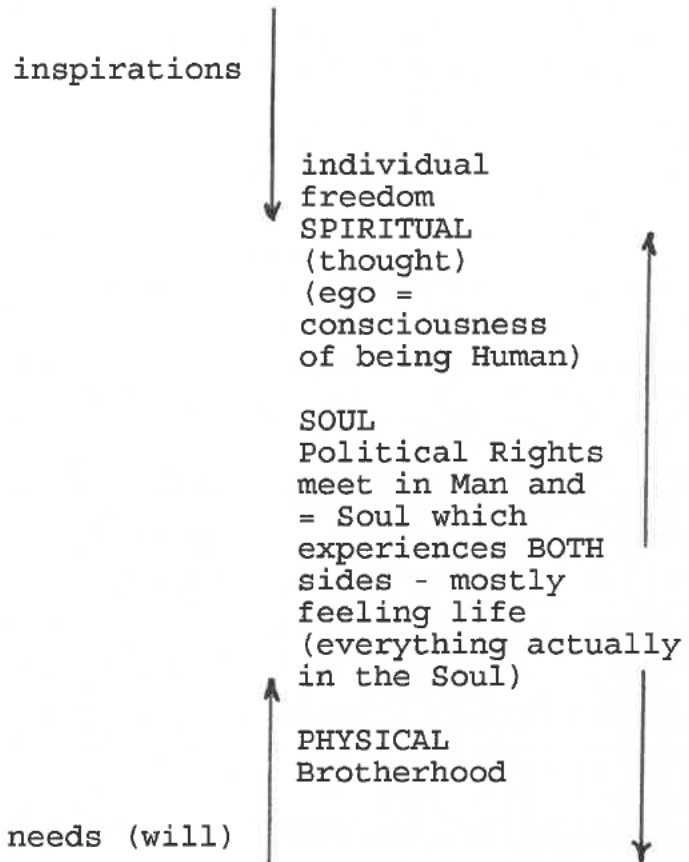 inspirations
individual
freedom
SPIRITUAL
(thought)
(ego =
consciousness
of being Human)
SOUL
Political Rights
meet in Man and
= Soul which
experiences BOTH
sides - mostly
feeling life
(everything actually
in the Soul)
PHYSICAL
Brotherhood
needs (will)